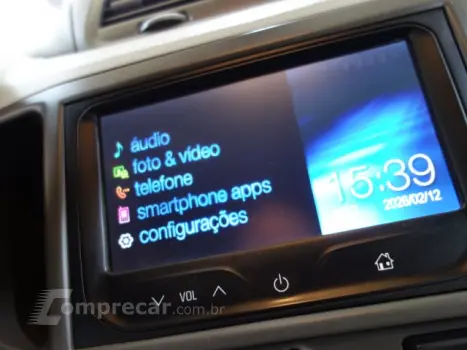 áudio
foto & vídeo
telefone
smartphone apps
configurações
15:39
2026/02/12
VOL
Comprecar.com.br